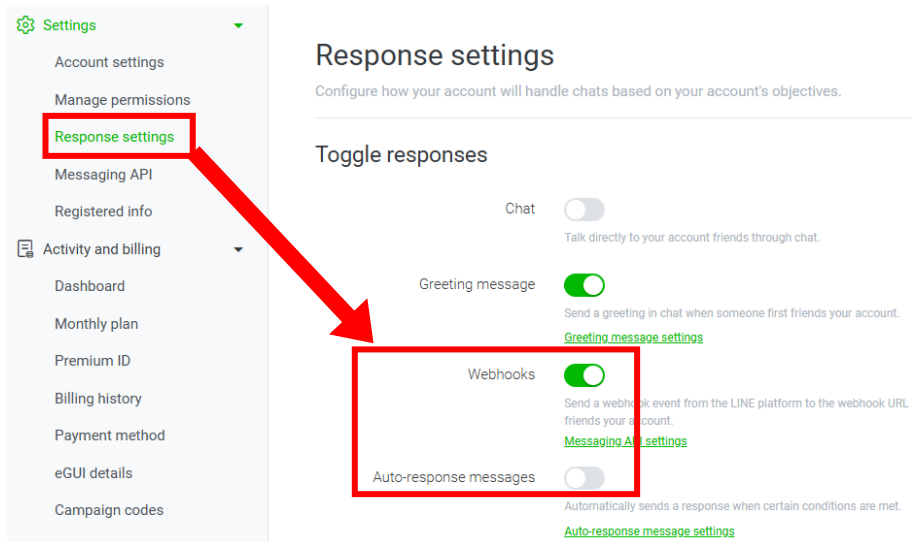 Settings
Account settings
Manage permissions
Response settings
Messaging API
Registered info
Activity and billing
Dashboard
Monthly plan
Premium ID
Billing history
Payment method
eGUI details
Campaign codes
Response settings
Configure how your account will handle chats based on your account's objectives.
Toggle responses
Chat
Talk directly to your account friends through chat.
Greeting message
Send a greeting in chat when someone first friends your account.
Greeting message settings
Webhooks
Send a webhook event from the LINE platform to the webhook URL
friends your account.
Messaging API settings
Auto-response messages
Automatically sends a response when certain conditions are met.
Auto-response message settings